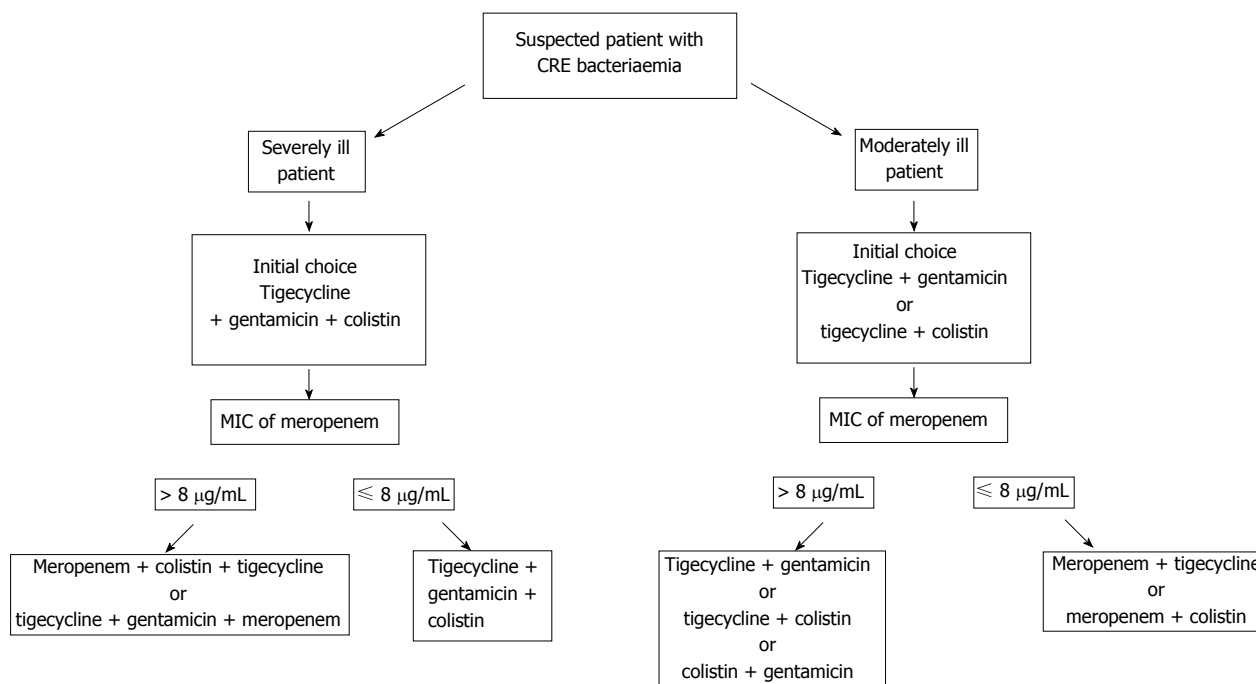 Suspected patient with
CRE bacteriaemia
Severely ill
patient
Moderately ill
patient
Initial choice
Tigecycline
+ gentamicin + colistin
Initial choice
Tigecycline + gentamicin
or
tigecycline + colistin
MIC of meropenem
MIC of meropenem
> 8 μg/mL
≤ 8 μg/mL
> 8 μg/mL
≤ 8 μg/mL
Meropenem + colistin + tigecycline
or
tigecycline + gentamicin + meropenem
Tigecycline +
gentamicin +
colistin
Tigecycline + gentamicin
or
tigecycline + colistin
or
colistin + gentamicin
Meropenem + tigecycline
or
meropenem + colistin